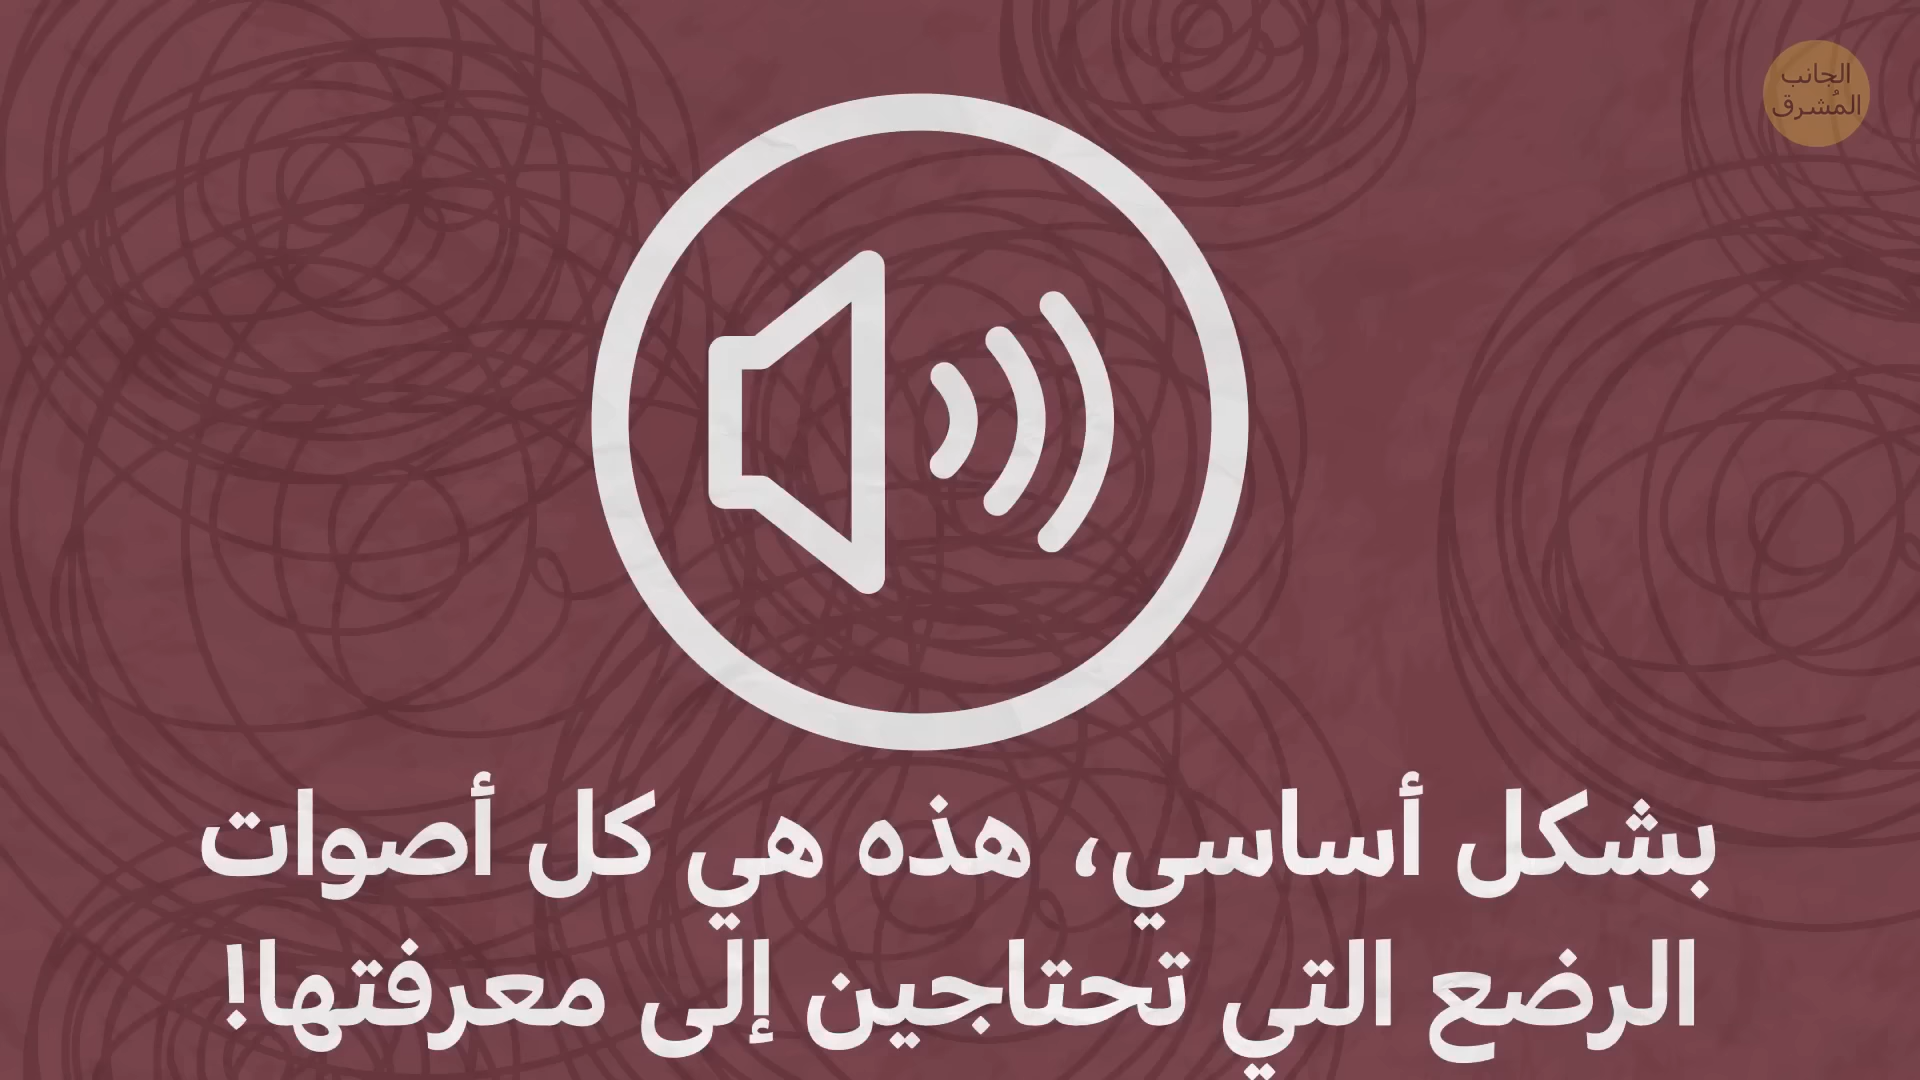 الجانب
المُشرق
بشكل أساسي، هذه هي كل أصوات
الرضع التي تحتاجين إلى معرفتها!